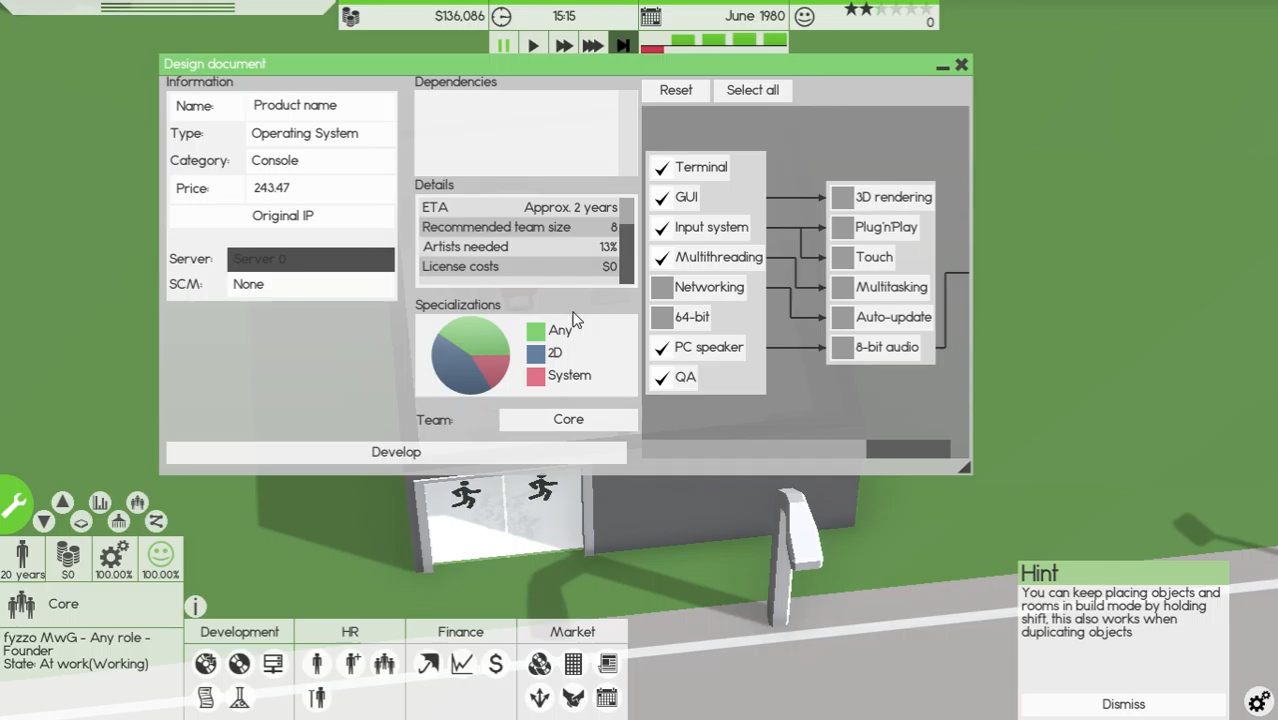 $136,086
15:15
June 1980
0
Design document
Information
Name: Product name
Type: Operating System
Category: Console
Price: 243.47
Original IP
Server: Server 0
SCM: None
Dependencies
Details
ETA Approx. 2 years
Recommended team size 8
Artists needed 13%
License costs $0
Specializations
Any
2D
System
Team: Core
Develop
Reset Select all
Terminal
GUI
Input system
Multithreading
Networking
64-bit
PC speaker
QA
3D rendering
Plug'n'Play
Touch
Multitasking
Auto-update
8-bit audio
20 years $0 100.00% 100.00%
Core
fyzzo MwG - Any role -
Founder
State: At work(Working)
i
Development HR Finance Market
Hint
You can keep placing objects and
rooms in build mode by holding
shift, this also works when
duplicating objects
Dismiss